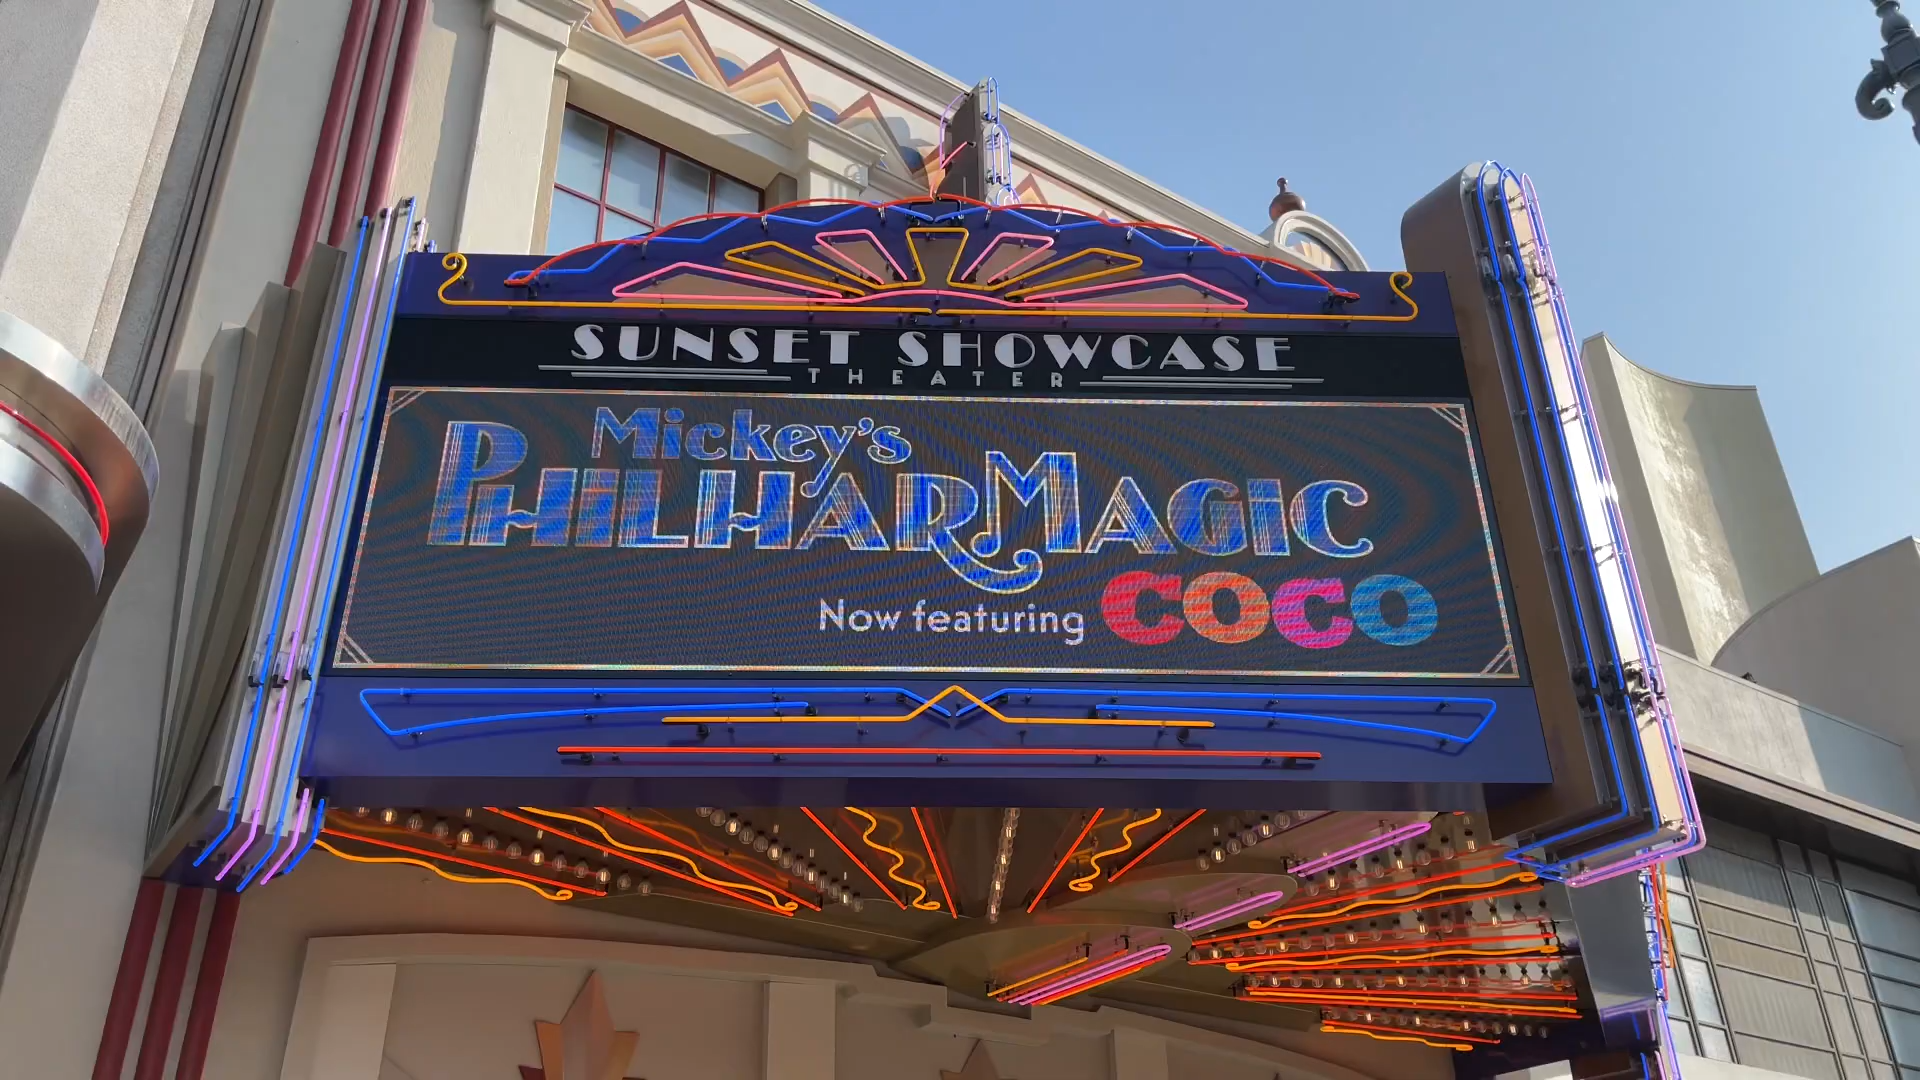 SUNSET SHOWCASE
THEATER
Mickey's
PHILHARMAGIC
Now featuring COCO